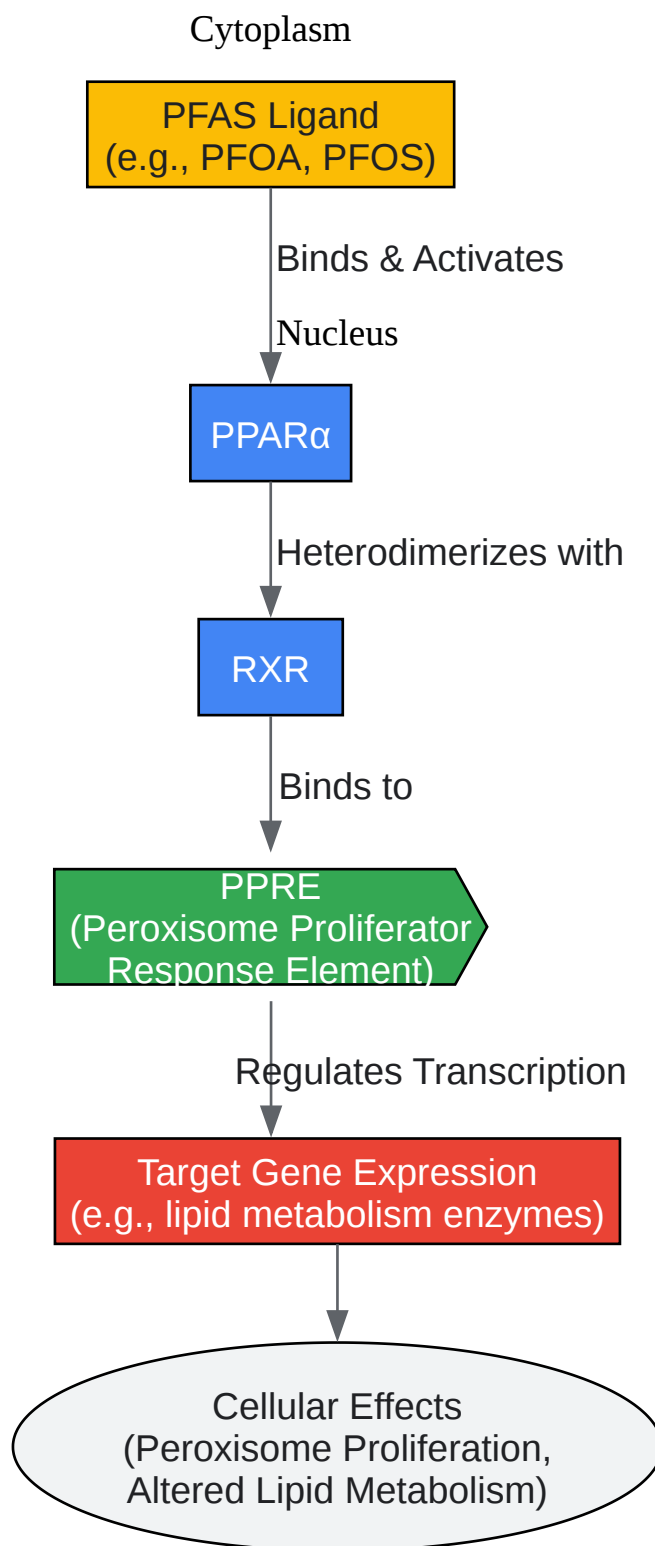 Cytoplasm
PFAS Ligand
(e.g., PFOA, PFOS)
Binds & Activates
Nucleus
PPARα
Heterodimerizes with
RXR
Binds to
PPRE
(Peroxisome Proliferator
Response Element)
Regulates Transcription
Target Gene Expression
(e.g., lipid metabolism enzymes)
Cellular Effects
(Peroxisome Proliferation,
Altered Lipid Metabolism)